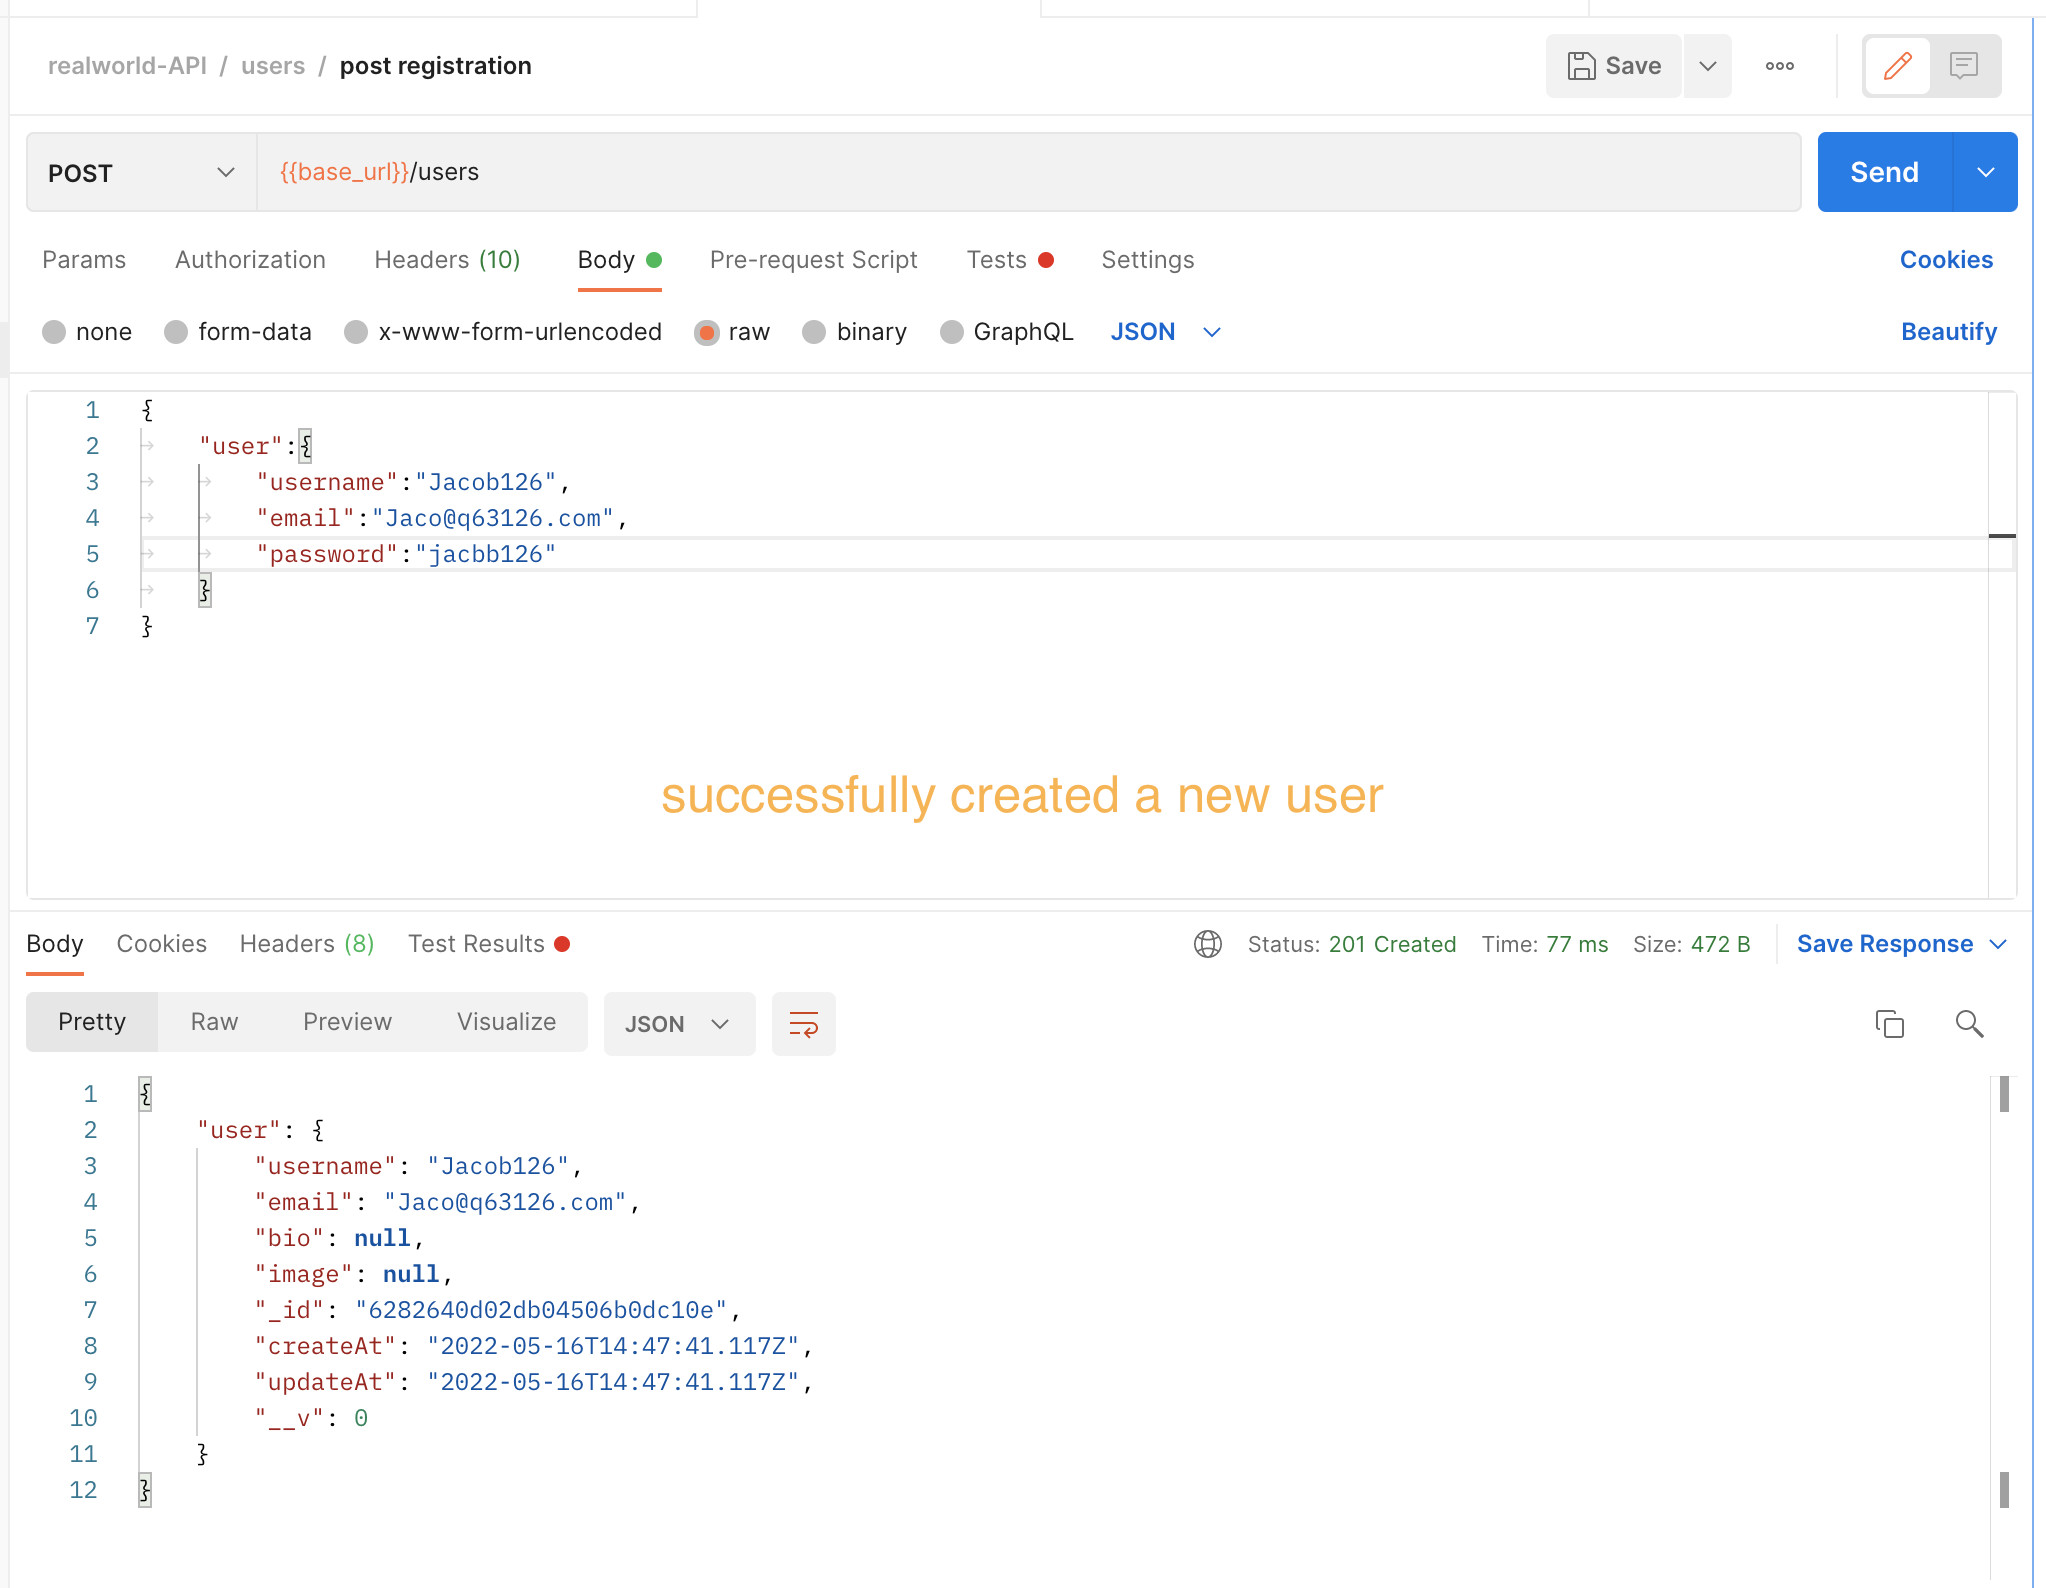 realworld-API / users / post registration
Save
POST
{{base_url}}/users
Send
Params Authorization Headers (10) Body Pre-request Script Tests Settings Cookies
none form-data x-www-form-urlencoded raw binary GraphQL JSON Beautify
1 {
2 "user":{
3 "username":"Jacob126",
4 "email":"Jaco@q63126.com",
5 "password":"jacbb126"
6 }
7 }
successfully created a new user
Body Cookies Headers (8) Test Results Status: 201 Created Time: 77 ms Size: 472 B Save Response
Pretty Raw Preview Visualize JSON
1 {
2 "user": {
3 "username": "Jacob126",
4 "email": "Jaco@q63126.com",
5 "bio": null,
6 "image": null,
7 "_id": "6282640d02db04506b0dc10e",
8 "createAt": "2022-05-16T14:47:41.117Z",
9 "updateAt": "2022-05-16T14:47:41.117Z",
10 "__v": 0
11 }
12 }